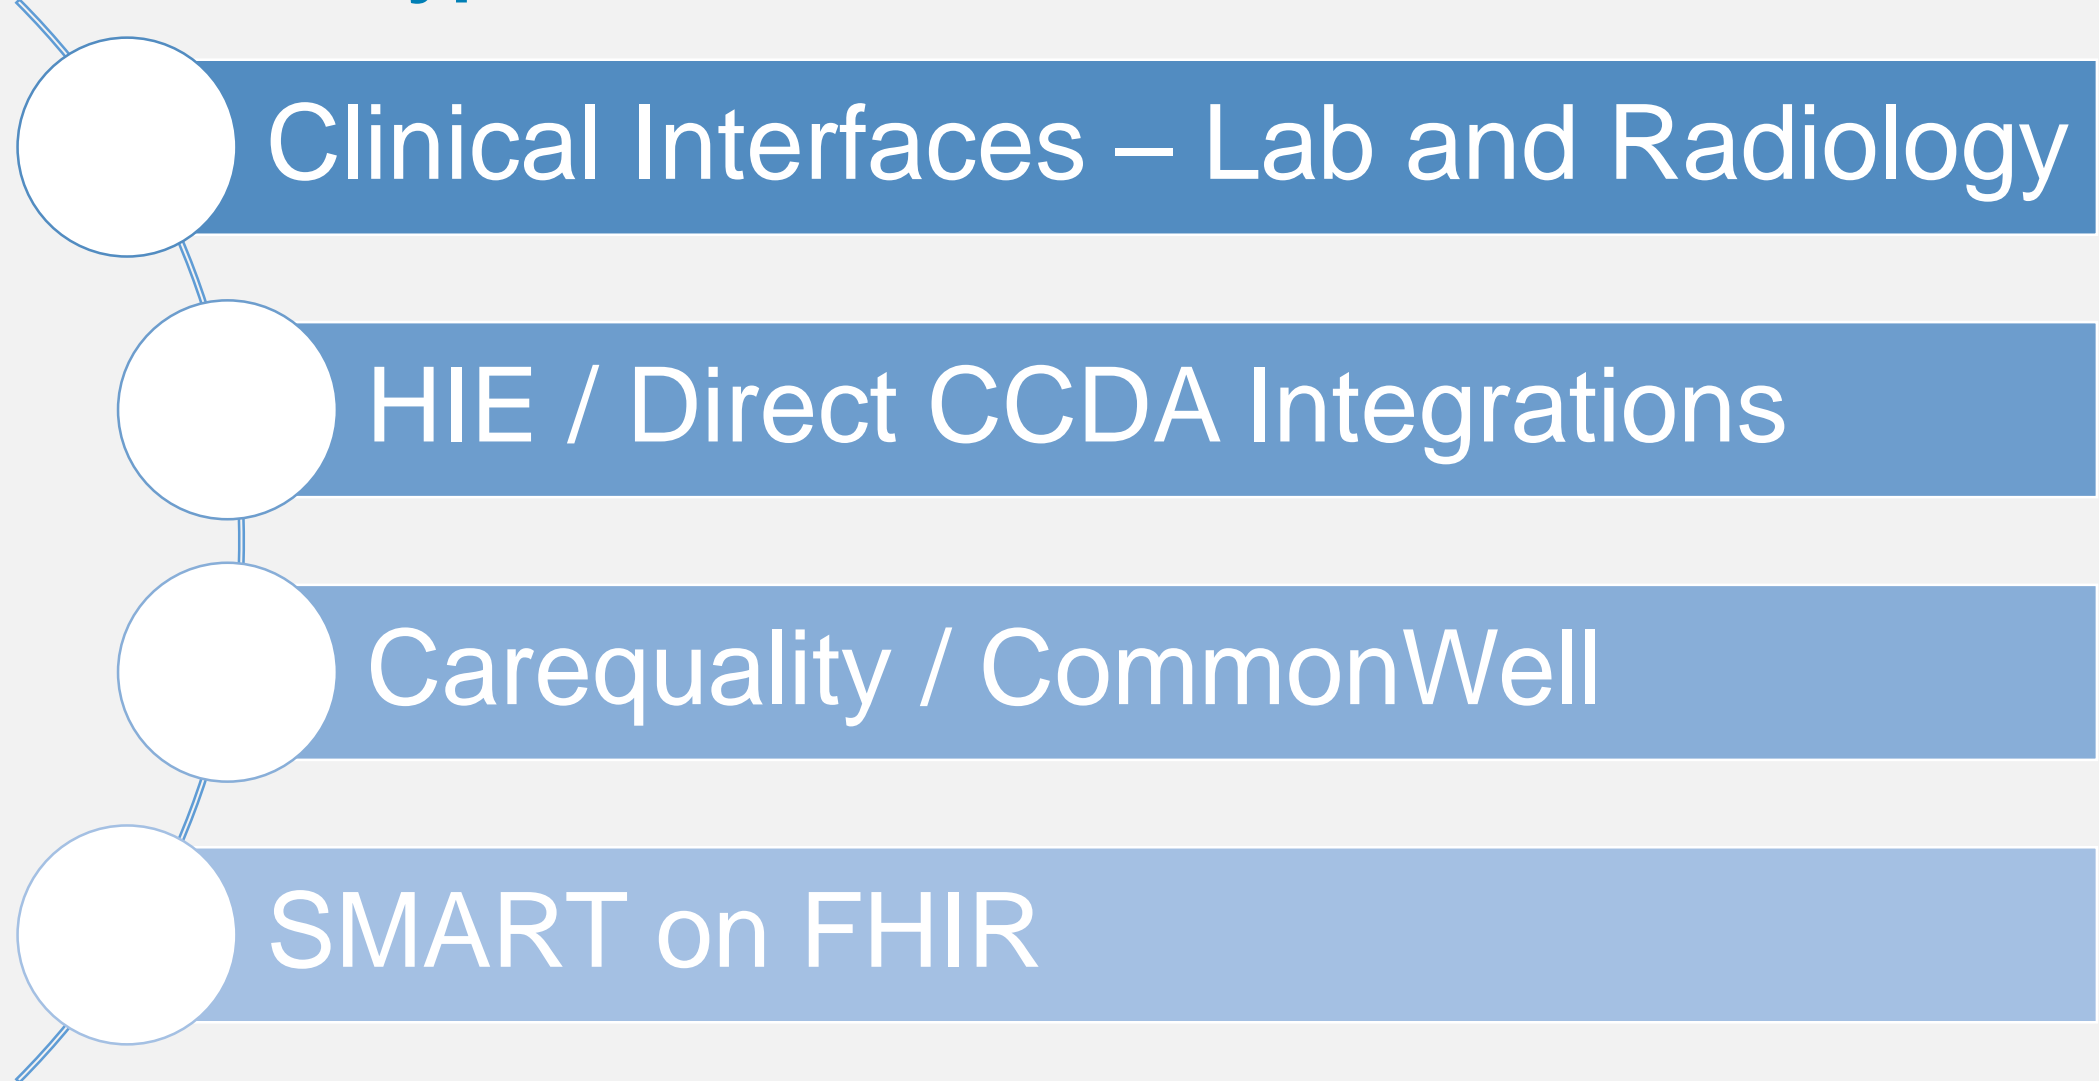 Clinical Interfaces – Lab and Radiology
HIE / Direct CCDA Integrations
Carequality / CommonWell
SMART on FHIR